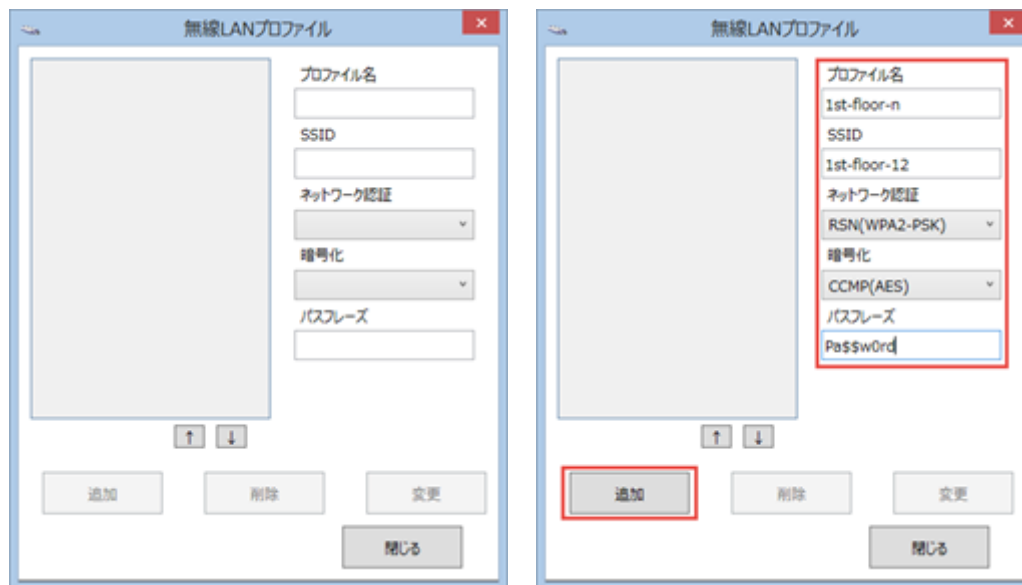 無線LANプロファイル
プロファイル名
SSID
ネットワーク認証
暗号化
パスフレーズ
↑ ↓
追加 削除 変更
閉じる
無線LANプロファイル
プロファイル名
1st-floor-n
SSID
1st-floor-12
ネットワーク認証
RSN(WPA2-PSK)
暗号化
CCMP(AES)
パスフレーズ
Pa$$w0rd
↑ ↓
追加 削除 変更
閉じる